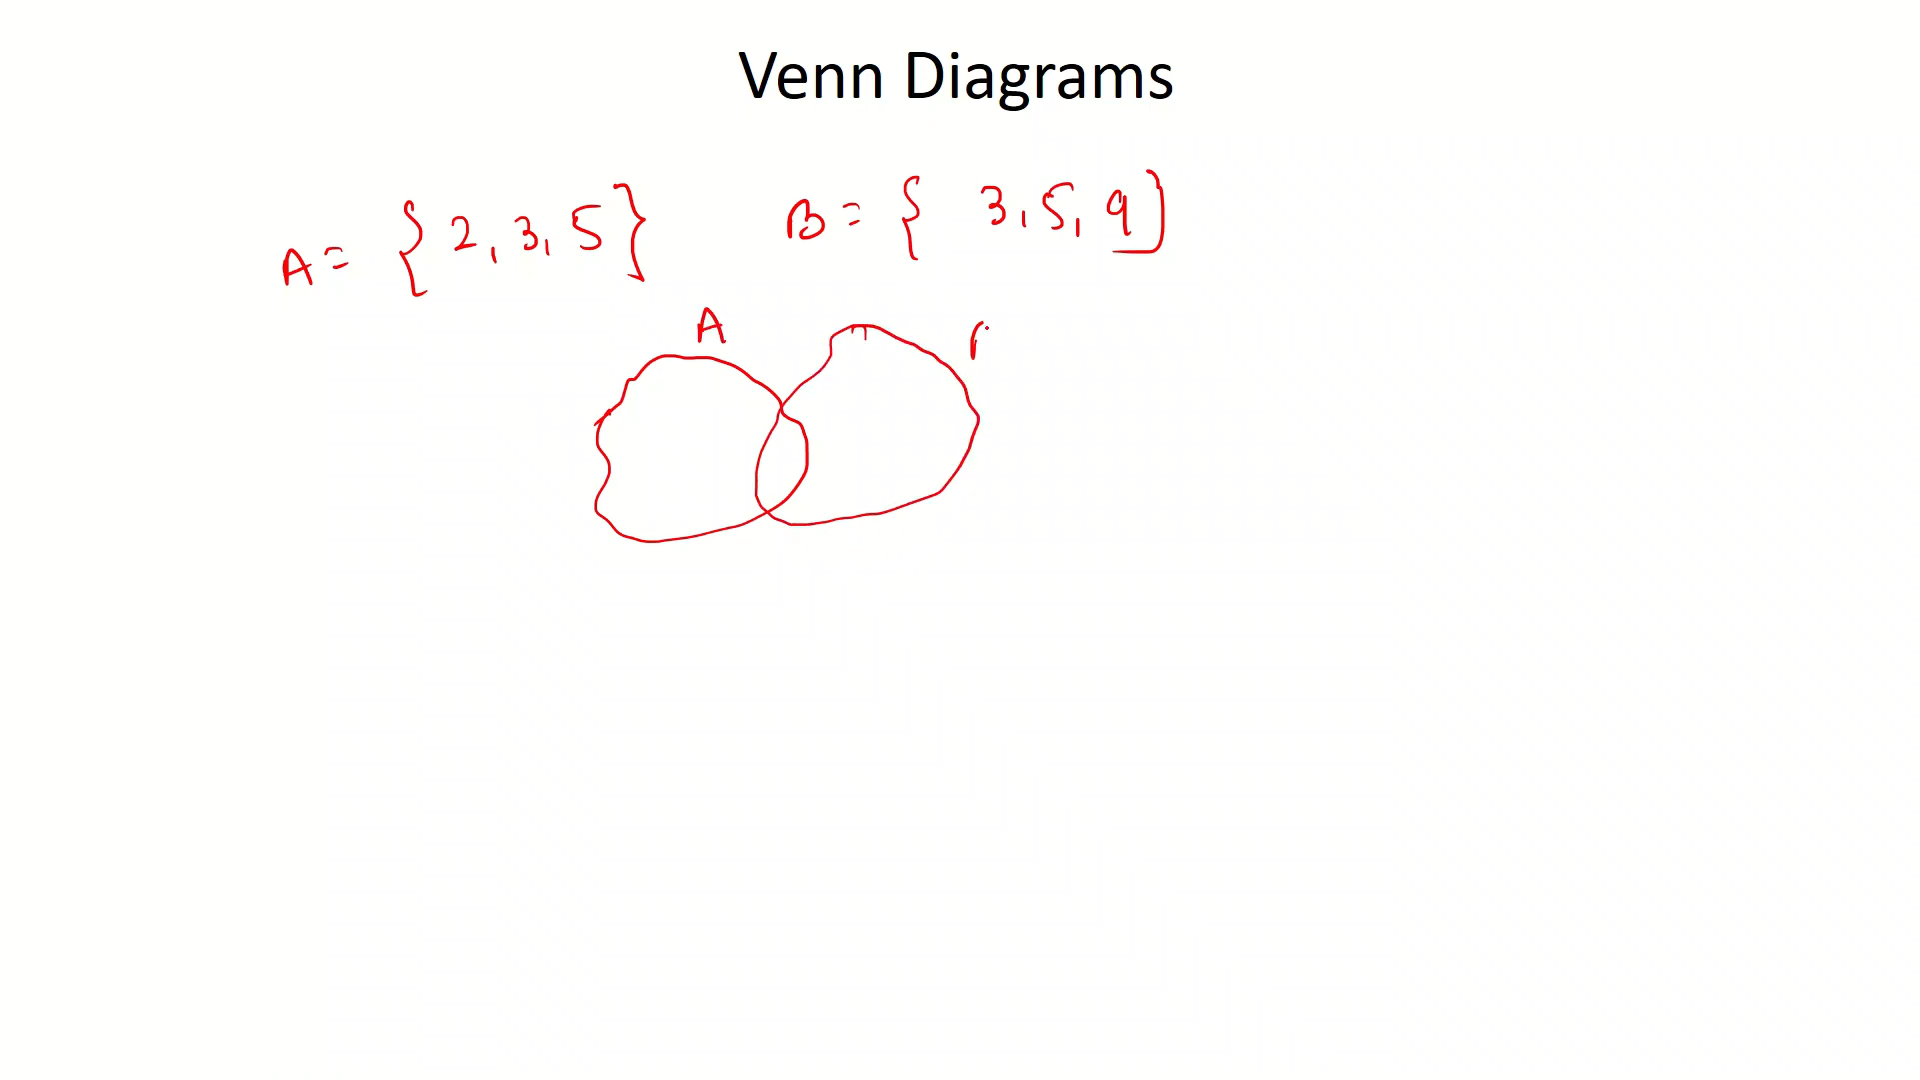 Venn Diagrams
A = { 2, 3, 5 } B = { 3, 5, 9 }
A